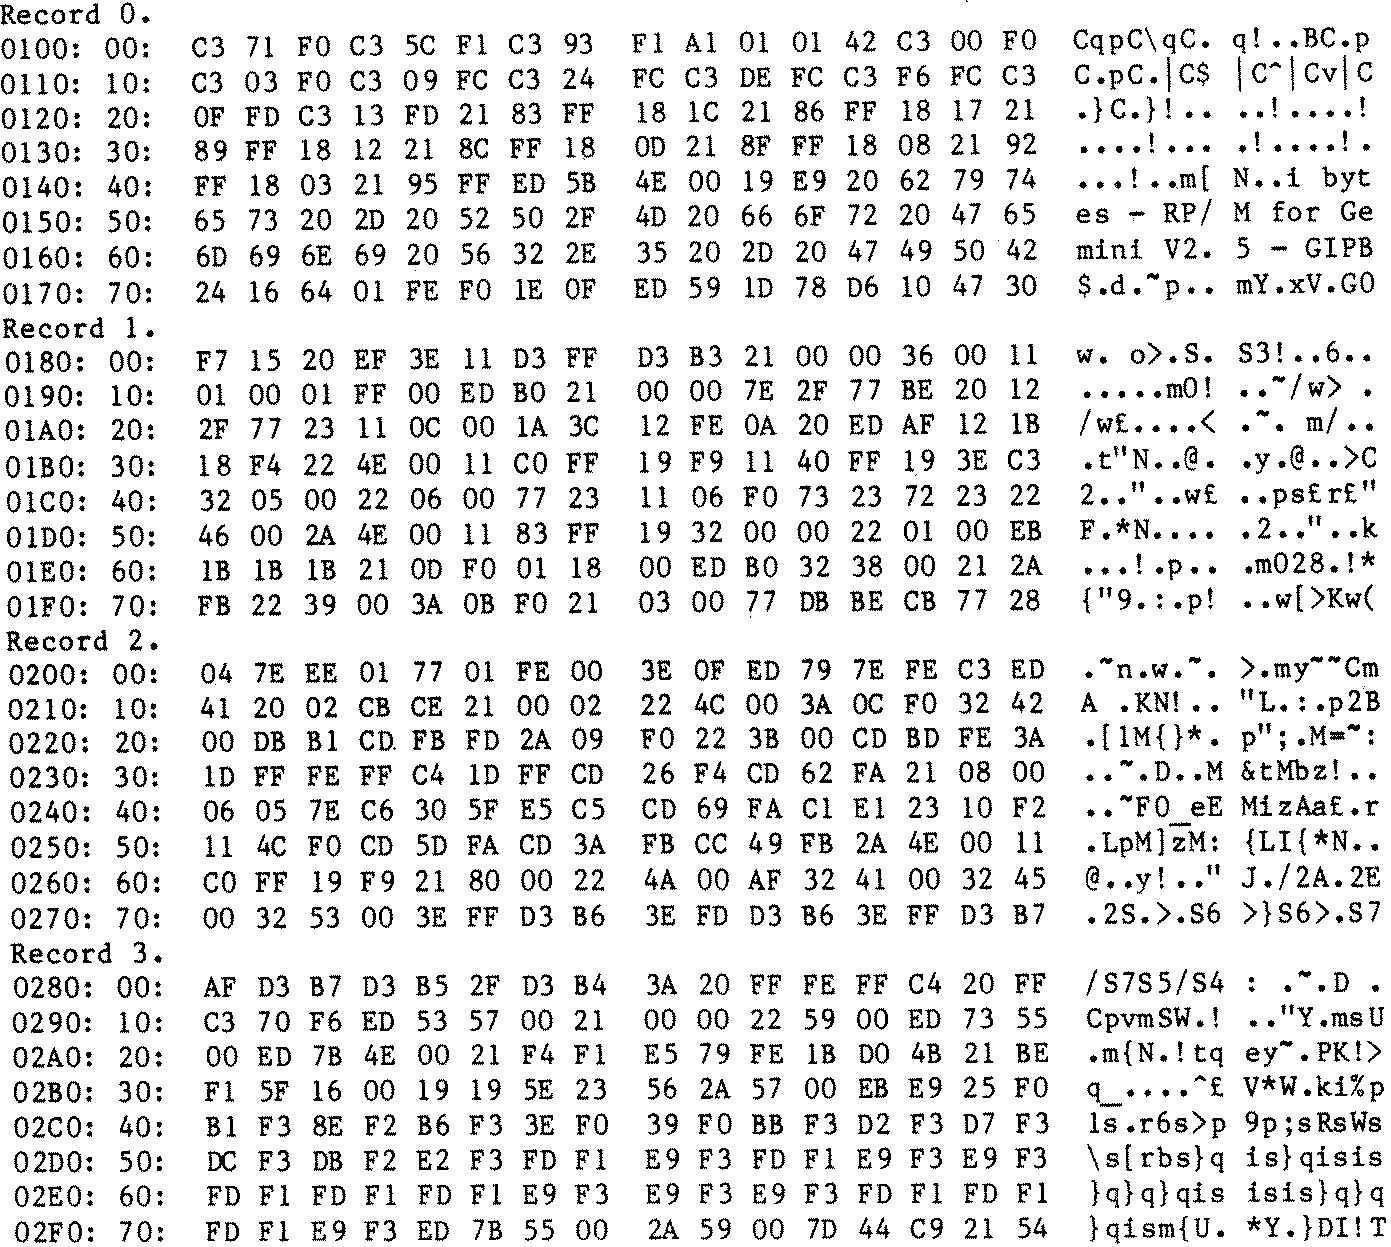 Record 0.
0100: 00:  C3 71 F0 C3 5C F1 C3 93  F1 A1 01 01 42 C3 00 F0  CqpC\qC. q!..BC.p
0110: 10:  C3 03 F0 C3 09 FC C3 24  FC C3 DE FC C3 F6 FC C3  C.pC.|C$ |C^|Cv|C
0120: 20:  0F FD C3 13 FD 21 83 FF  18 1C 21 86 FF 18 17 21  .}C.}!.. ..!....!
0130: 30:  89 FF 18 12 21 8C FF 18  0D 21 8F FF 18 08 21 92  ....!... .!....!.
0140: 40:  FF 18 03 21 95 FF ED 5B  4E 00 19 E9 20 62 79 74  ...!..m[ N..i byt
0150: 50:  65 73 20 2D 20 52 50 2F  4D 20 66 6F 72 20 47 65  es - RP/ M for Ge
0160: 60:  6D 69 6E 69 20 56 32 2E  35 20 2D 20 47 49 50 42  mini V2. 5 - GIPB
0170: 70:  24 16 64 01 FE F0 1E 0F  ED 59 1D 78 D6 10 47 30  $.d.~p.. mY.xV.G0
Record 1.
0180: 00:  F7 15 20 EF 3E 11 D3 FF  D3 B3 21 00 00 36 00 11  w. o>.S. S3!..6..
0190: 10:  01 00 01 FF 00 ED B0 21  00 00 7E 2F 77 BE 20 12  .....m0! ..~/w> .
01A0: 20:  2F 77 23 11 0C 00 1A 3C  12 FE 0A 20 ED AF 12 1B  /w£....< .~. m/..
01B0: 30:  18 F4 22 4E 00 11 C0 FF  19 F9 11 40 FF 19 3E C3  .t"N..@. .y.@..>C
01C0: 40:  32 05 00 22 06 00 77 23  11 06 F0 73 23 72 23 22  2.."..w£ ..ps£r£"
01D0: 50:  46 00 2A 4E 00 11 83 FF  19 32 00 00 22 01 00 EB  F.*N.... .2.."..k
01E0: 60:  1B 1B 1B 21 0D F0 01 18  00 ED B0 32 38 00 21 2A  ...!.p.. .m028.!*
01F0: 70:  FB 22 39 00 3A 0B F0 21  03 00 77 DB BE CB 77 28  {"9.:.p! ..w[>Kw(
Record 2.
0200: 00:  04 7E EE 01 77 01 FE 00  3E 0F ED 79 7E FE C3 ED  .~n.w.~. >.my~~Cm
0210: 10:  41 20 02 CB CE 21 00 02  22 4C 00 3A 0C F0 32 42  A .KN!.. "L.:.p2B
0220: 20:  00 DB B1 CD FB FD 2A 09  F0 22 3B 00 CD BD FE 3A  .[1M{}*. p";.M=~:
0230: 30:  1D FF FE FF C4 1D FF CD  26 F4 CD 62 FA 21 08 00  ..~.D..M &tMbz!..
0240: 40:  06 05 7E C6 30 5F E5 C5  CD 69 FA C1 E1 23 10 F2  ..~F0_eE MizAa£.r
0250: 50:  11 4C F0 CD 5D FA CD 3A  FB CC 49 FB 2A 4E 00 11  .LpM]zM: {LI{*N..
0260: 60:  C0 FF 19 F9 21 80 00 22  4A 00 AF 32 41 00 32 45  @..y!.." J./2A.2E
0270: 70:  00 32 53 00 3E FF D3 B6  3E FD D3 B6 3E FF D3 B7  .2S.>.S6 >}S6>.S7
Record 3.
0280: 00:  AF D3 B7 D3 B5 2F D3 B4  3A 20 FF FE FF C4 20 FF  /S7S5/S4 : .~.D .
0290: 10:  C3 70 F6 ED 53 57 00 21  00 00 22 59 00 ED 73 55  CpvmSW.! .."Y.msU
02A0: 20:  00 ED 7B 4E 00 21 F4 F1  E5 79 FE 1B D0 4B 21 BE  .m{N.!tq ey~.PK!>
02B0: 30:  F1 5F 16 00 19 19 5E 23  56 2A 57 00 EB E9 25 F0  q_....^£ V*W.ki%p
02C0: 40:  B1 F3 8E F2 B6 F3 3E F0  39 F0 BB F3 D2 F3 D7 F3  1s.r6s>p 9p;sRsWs
02D0: 50:  DC F3 DB F2 E2 F3 FD F1  E9 F3 FD F1 E9 F3 E9 F3  \s[rbs}q is}qisis
02E0: 60:  FD F1 FD F1 FD F1 E9 F3  E9 F3 E9 F3 FD F1 FD F1  }q}q}qis isis}q}q
02F0: 70:  FD F1 E9 F3 ED 7B 55 00  2A 59 00 7D 44 C9 21 54  }qism{U. *Y.}DI!T